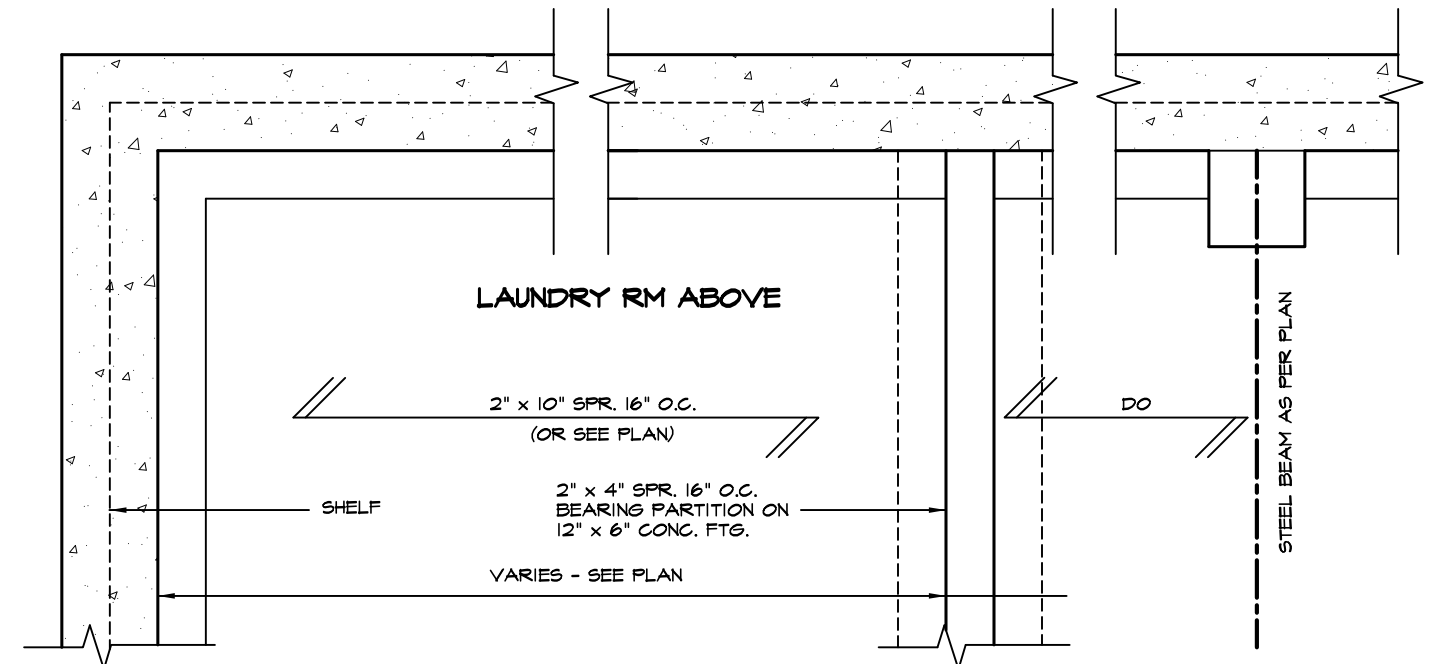 LAUNDRY RM ABOVE
2" x 10" SPR. 16" O.C.
(OR SEE PLAN)
DO
STEEL BEAM AS PER PLAN
SHELF
2" x 4" SPR. 16" O.C.
BEARING PARTITION ON
12" x 6" CONC. FTG.
VARIES - SEE PLAN